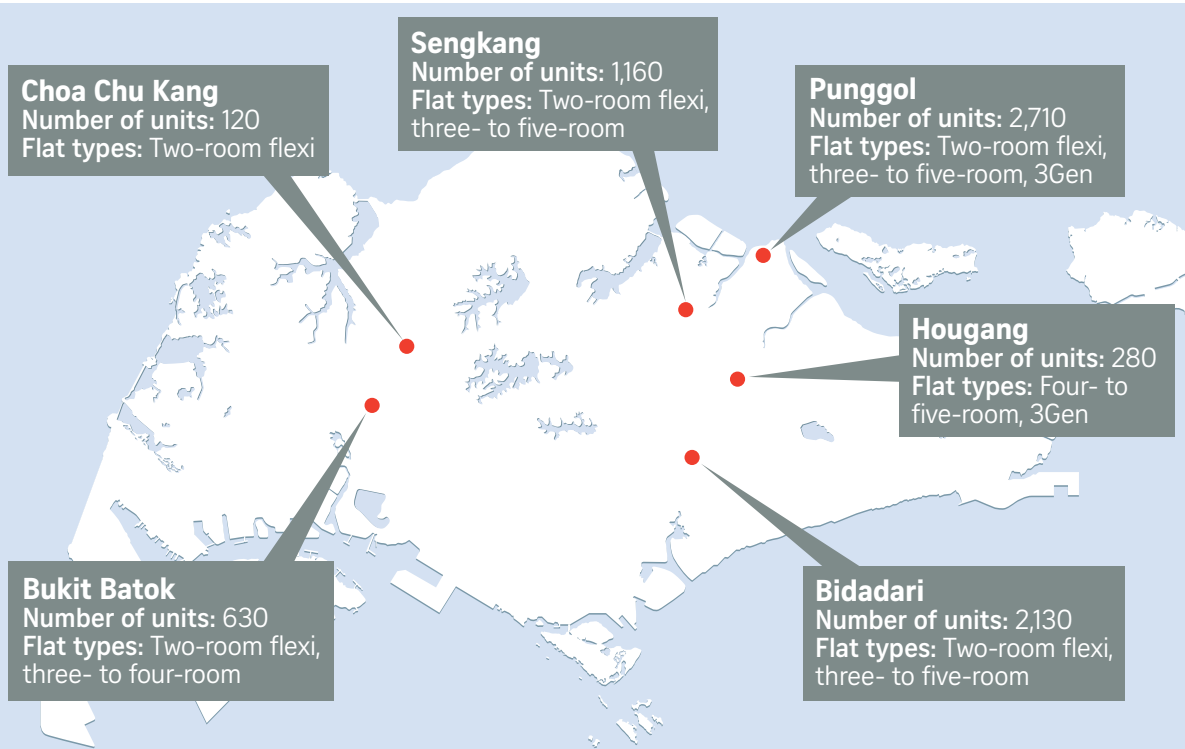 Choa Chu Kang
Number of units: 120
Flat types: Two-room flexi
Sengkang
Number of units: 1,160
Flat types: Two-room flexi,
three- to five-room
Punggol
Number of units: 2,710
Flat types: Two-room flexi,
three- to five-room, 3Gen
Hougang
Number of units: 280
Flat types: Four- to
five-room, 3Gen
Bukit Batok
Number of units: 630
Flat types: Two-room flexi,
three- to four-room
Bidadari
Number of units: 2,130
Flat types: Two-room flexi,
three- to five-room